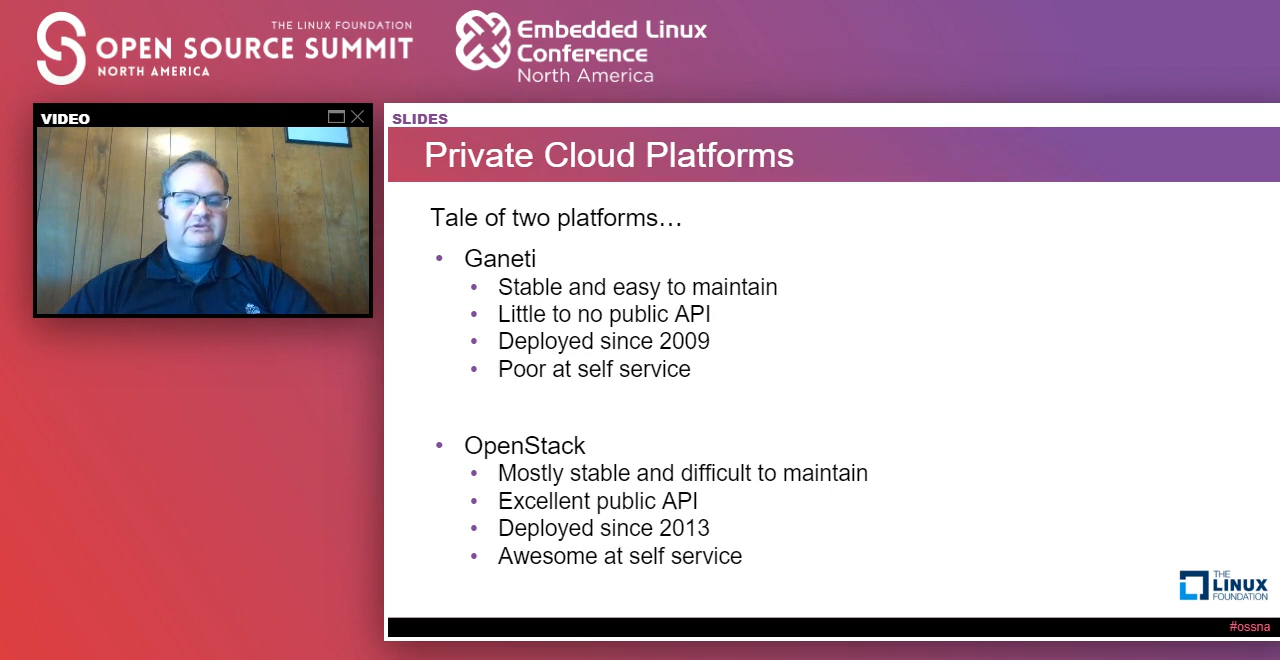 THE LINUX FOUNDATION
OPEN SOURCE SUMMIT
NORTH AMERICA
Embedded Linux
Conference
North America
VIDEO
SLIDES
Private Cloud Platforms
Tale of two platforms…
• Ganeti
• Stable and easy to maintain
• Little to no public API
• Deployed since 2009
• Poor at self service
• OpenStack
• Mostly stable and difficult to maintain
• Excellent public API
• Deployed since 2013
• Awesome at self service
THE
LINUX
FOUNDATION
#ossna